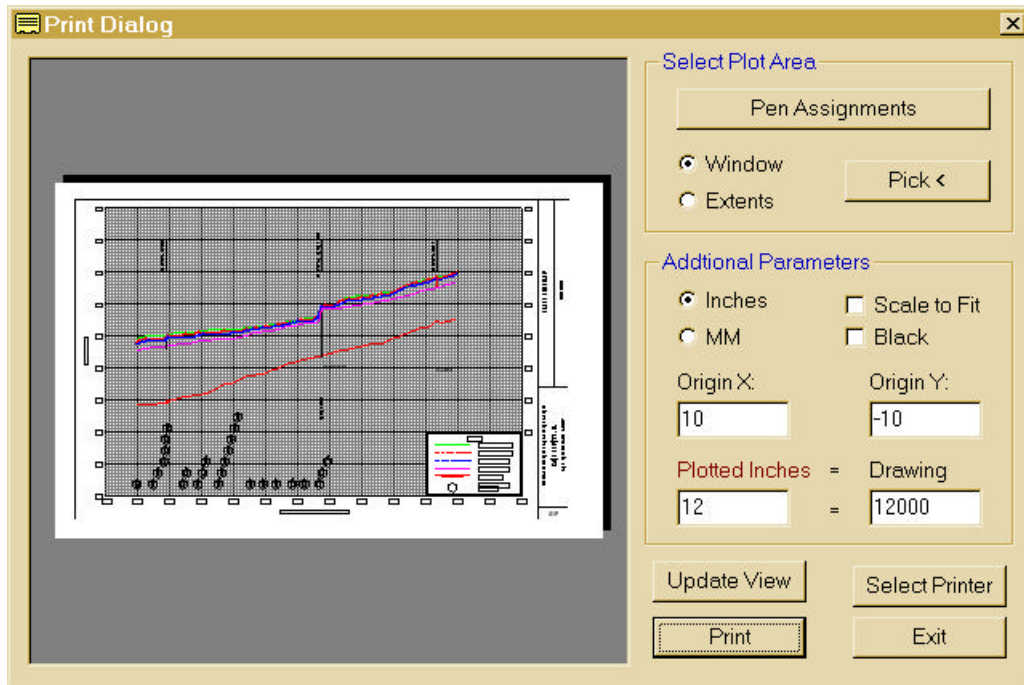 Print Dialog
Select Plot Area
Pen Assignments
Window
Pick <
Extents
Addtional Parameters
Inches
Scale to Fit
MM
Black
Origin X:
Origin Y:
10
-10
Plotted Inches = Drawing
12 = 12000
Update View
Select Printer
Print
Exit